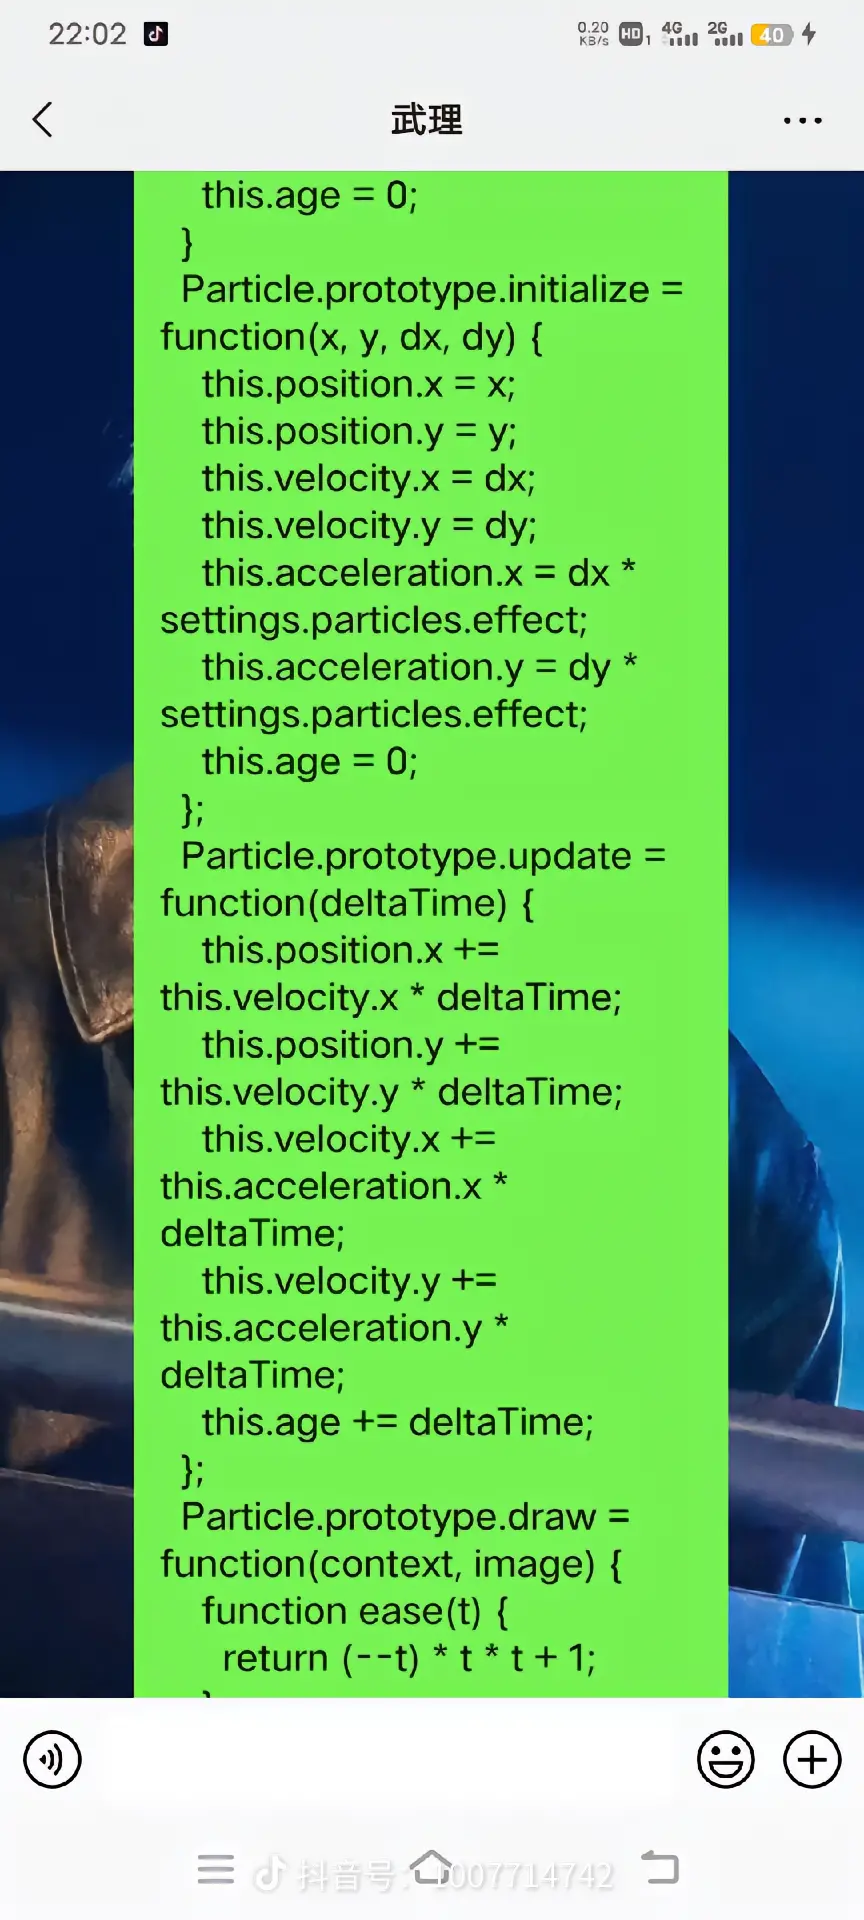 22:02
0.20 KB/s HD 1 4G 2G 40
武理
this.age = 0;
}
Particle.prototype.initialize =
function(x, y, dx, dy) {
this.position.x = x;
this.position.y = y;
this.velocity.x = dx;
this.velocity.y = dy;
this.acceleration.x = dx *
settings.particles.effect;
this.acceleration.y = dy *
settings.particles.effect;
this.age = 0;
};
Particle.prototype.update =
function(deltaTime) {
this.position.x +=
this.velocity.x * deltaTime;
this.position.y +=
this.velocity.y * deltaTime;
this.velocity.x +=
this.acceleration.x *
deltaTime;
this.velocity.y +=
this.acceleration.y *
deltaTime;
this.age += deltaTime;
};
Particle.prototype.draw =
function(context, image) {
function ease(t) {
return (--t) * t * t + 1;
抖音号: 1007714742